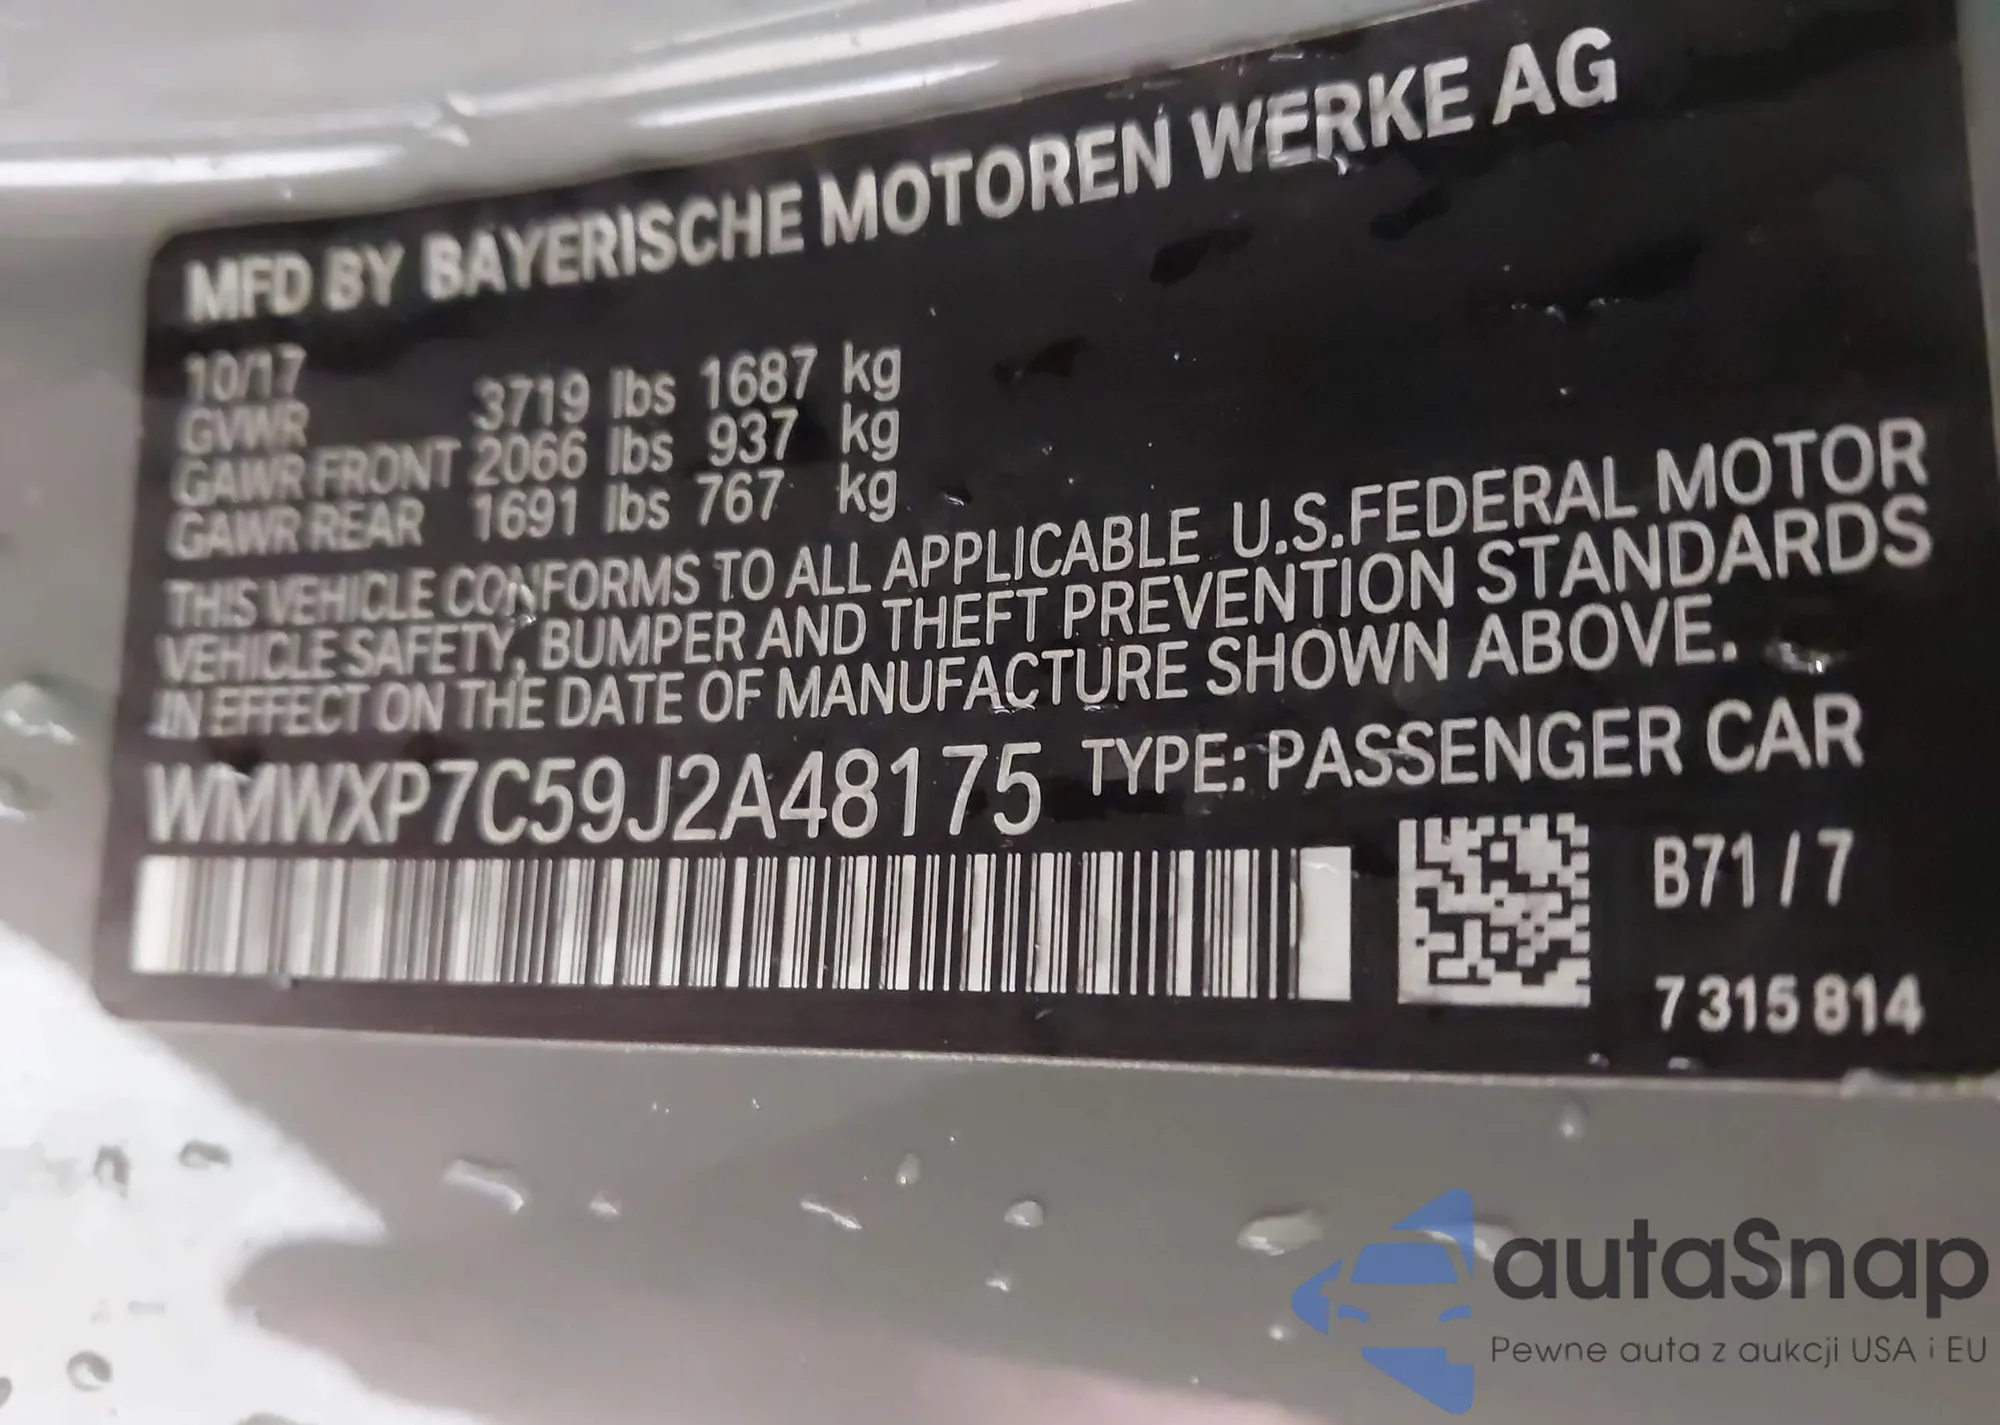 MFD BY BAYERISCHE MOTOREN WERKE AG
10/17
GVWR 3719 lbs 1687 kg
GAWR FRONT 2066 lbs 937 kg
GAWR REAR 1691 lbs 767 kg
THIS VEHICLE CONFORMS TO ALL APPLICABLE U.S.FEDERAL MOTOR
VEHICLE SAFETY, BUMPER AND THEFT PREVENTION STANDARDS
IN EFFECT ON THE DATE OF MANUFACTURE SHOWN ABOVE.
WMWXP7C59J2A48175 TYPE: PASSENGER CAR
B71/7
7 315 814
autaSnap
Pewne auta z aukcji USA i EU